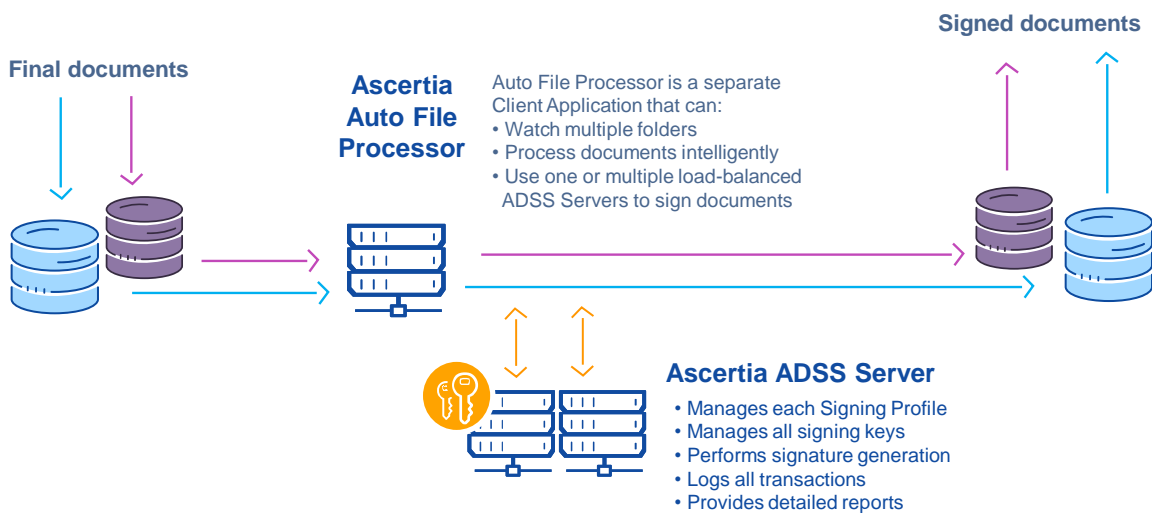 Signed documents
Final documents
Ascertia
Auto File
Processor
Auto File Processor is a separate
Client Application that can:
• Watch multiple folders
• Process documents intelligently
• Use one or multiple load-balanced
ADSS Servers to sign documents
Ascertia ADSS Server
• Manages each Signing Profile
• Manages all signing keys
• Performs signature generation
• Logs all transactions
• Provides detailed reports